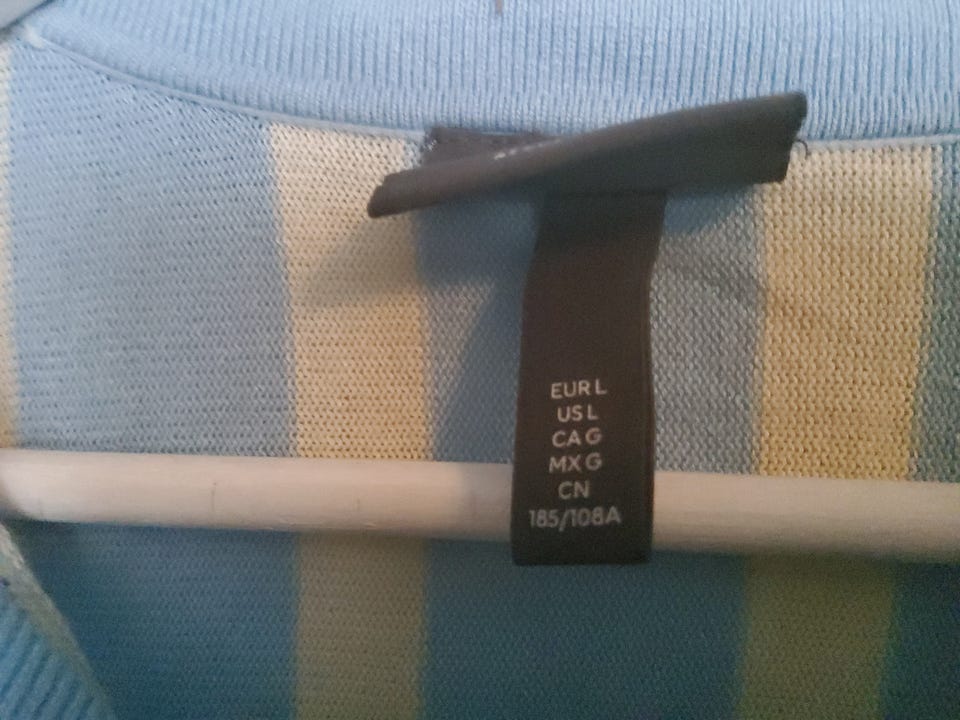 EUR L
US L
CA G
MX G
CN
185/108A